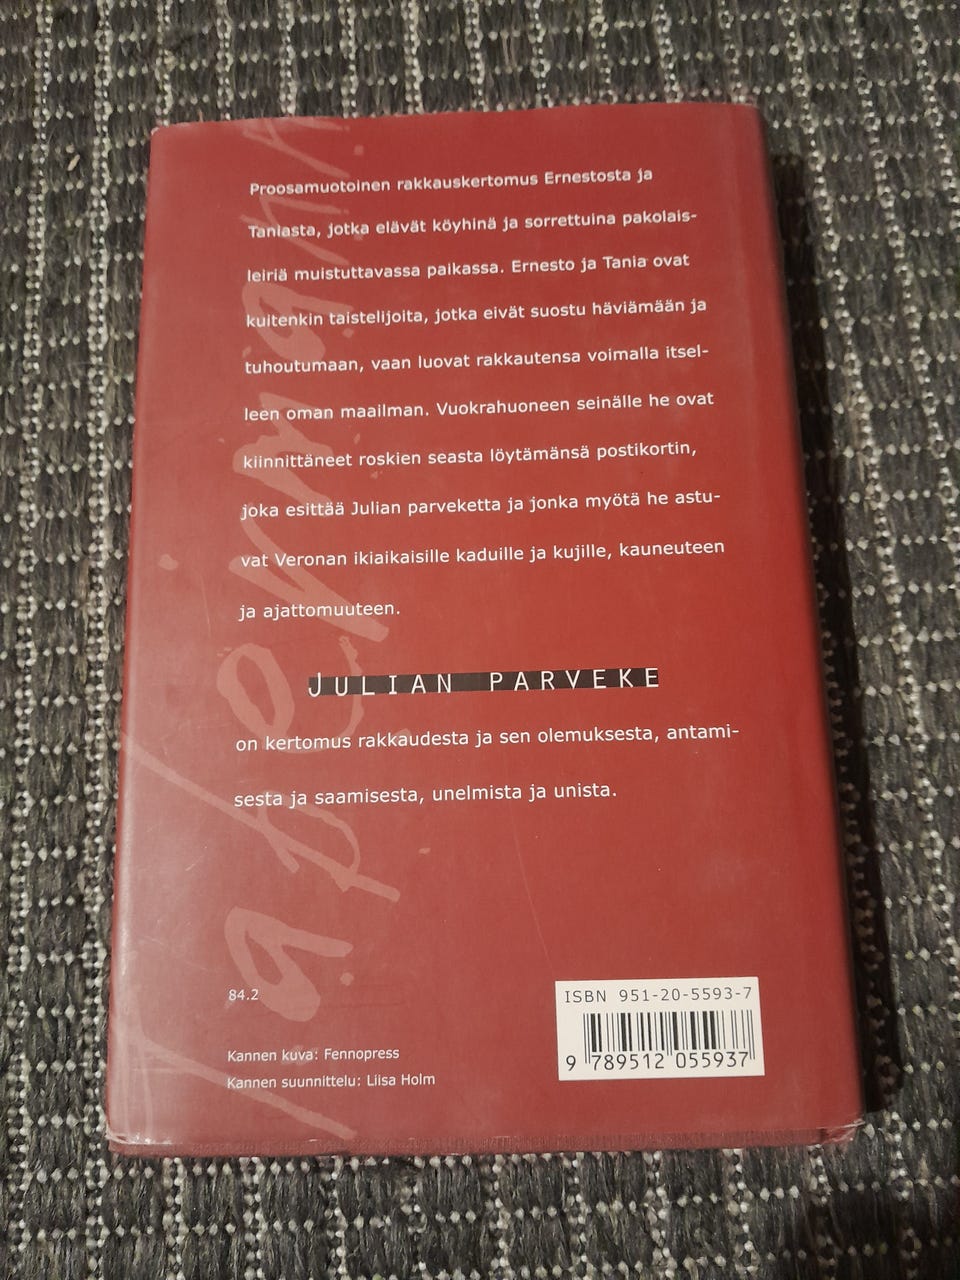 Proosamuotoinen rakkauskertomus Ernestosta ja
Taniasta, jotka elävät köyhinä ja sorrettuina pakolais-
leiriä muistuttavassa paikassa. Ernesto ja Tania ovat
kuitenkin taistelijoita, jotka eivät suostu häviämään ja
tuhoutumaan, vaan luovat rakkautensa voimalla itsel-
leen oman maailman. Vuokrahuoneen seinälle he ovat
kiinnittäneet roskien seasta löytämänsä postikortin,
joka esittää Julian parveketta ja jonka myötä he astu-
vat Veronan ikiaikaisille kaduille ja kujille, kauneuteen
ja ajattomuuteen.
JULIAN PARVEKE
on kertomus rakkaudesta ja sen olemuksesta, antami-
sesta ja saamisesta, unelmista ja unista.
84.2
Kannen kuva: Fennopress
Kannen suunnittelu: Liisa Holm
ISBN 951-20-5593-7
9 789512 055937